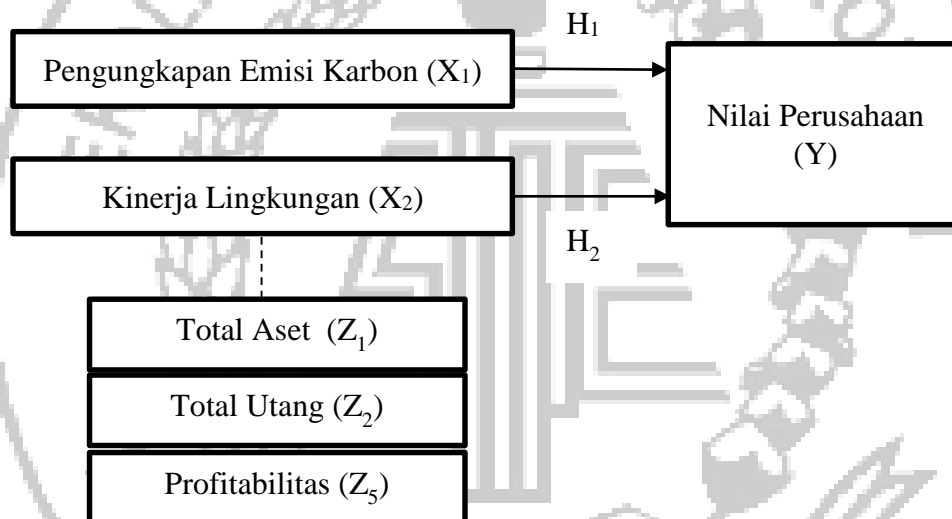 H₁
Pengungkapan Emisi Karbon (X₁)
Nilai Perusahaan
(Y)
Kinerja Lingkungan (X₂)
H₂
Total Aset (Z₁)
Total Utang (Z₂)
Profitabilitas (Z₅)